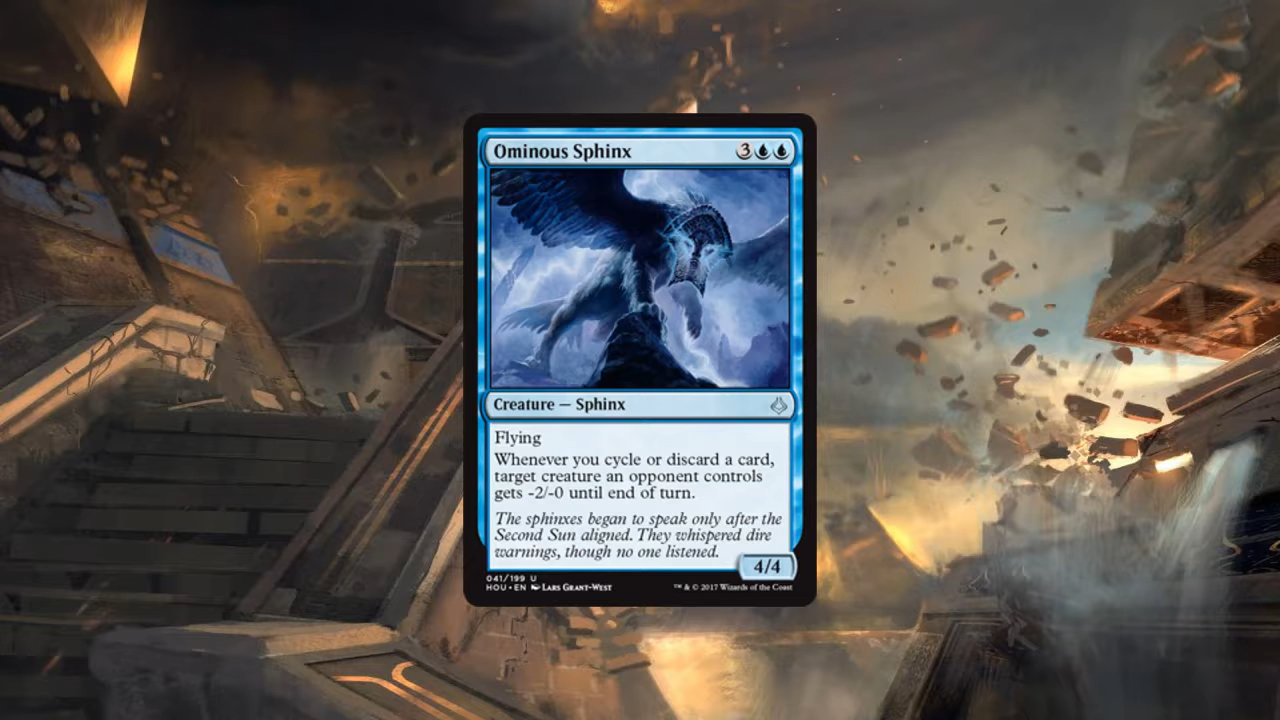 Ominous Sphinx 3
Creature — Sphinx
Flying
Whenever you cycle or discard a card,
target creature an opponent controls
gets -2/-0 until end of turn.
The sphinxes began to speak only after the
Second Sun aligned. They whispered dire
warnings, though no one listened.
4/4
041/199 U
HOU • EN Lars Grant-West ™ & © 2017 Wizards of the Coast